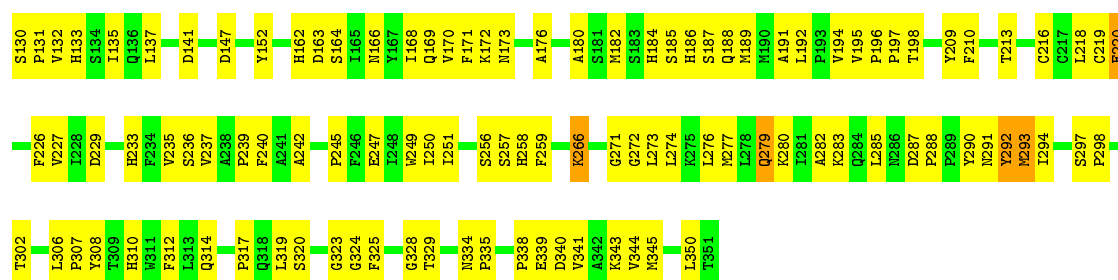 S130 P131 V132 H133 S134 I135 Q136 L137 D141 D147 Y152 H162 D163 S164 I165 N166 Y167 I168 Q169 V170 F171 K172 N173 A176 A180 S181 M182 S183 H184 S185 H186 S187 Q188 M189 M190 A191 L192 P193 V194 V195 P196 P197 T198 Y209 F210 T213 C216 C217 L218 C219
F226 V227 I228 D229 H233 F234 V235 S236 V237 A238 P239 F240 A241 A242 P245 F246 E247 I248 W249 I250 I251 S256 S257 H258 F259 K266 G271 G272 L273 L274 K275 L276 M277 L278 Q279 K280 I281 A282 K283 Q284 L285 N286 D287 P288 P289 Y290 N291 Y292 M293 I294 S297 P298
T302 L306 P307 Y308 T309 H310 W311 F312 L313 Q314 P317 Q318 L319 S320 G323 G324 F325 G328 T329 N334 P335 P338 E339 D340 V341 A342 K343 V344 M345 L350 T351